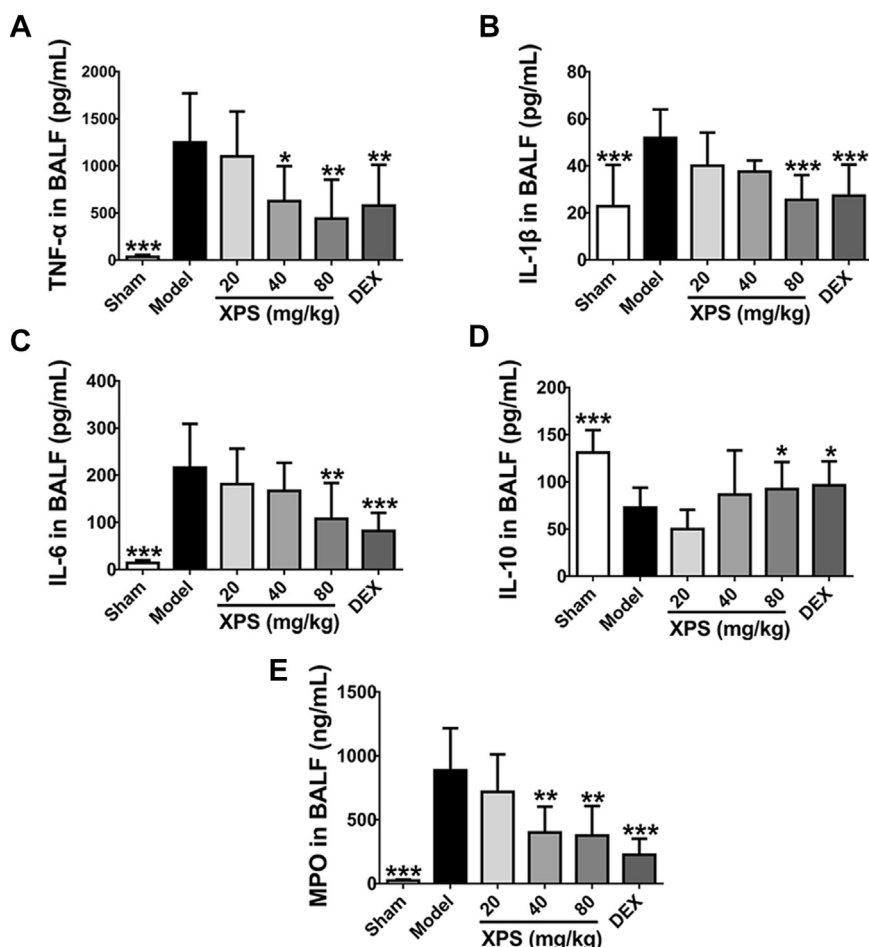 A
TNF-α in BALF (pg/mL)
2000
1500
1000
500
0
***
*
**
**
Sham
Model
20
40
80
DEX
XPS (mg/kg)
B
IL-1β in BALF (pg/mL)
80
60
40
20
0
***
***
***
Sham
Model
20
40
80
DEX
XPS (mg/kg)
C
IL-6 in BALF (pg/mL)
400
300
200
100
0
***
**
***
Sham
Model
20
40
80
DEX
XPS (mg/kg)
D
IL-10 in BALF (pg/mL)
200
150
100
50
0
***
*
*
Sham
Model
20
40
80
DEX
XPS (mg/kg)
E
MPO in BALF (ng/mL)
1500
1000
500
0
***
**
**
***
Sham
Model
20
40
80
DEX
XPS (mg/kg)